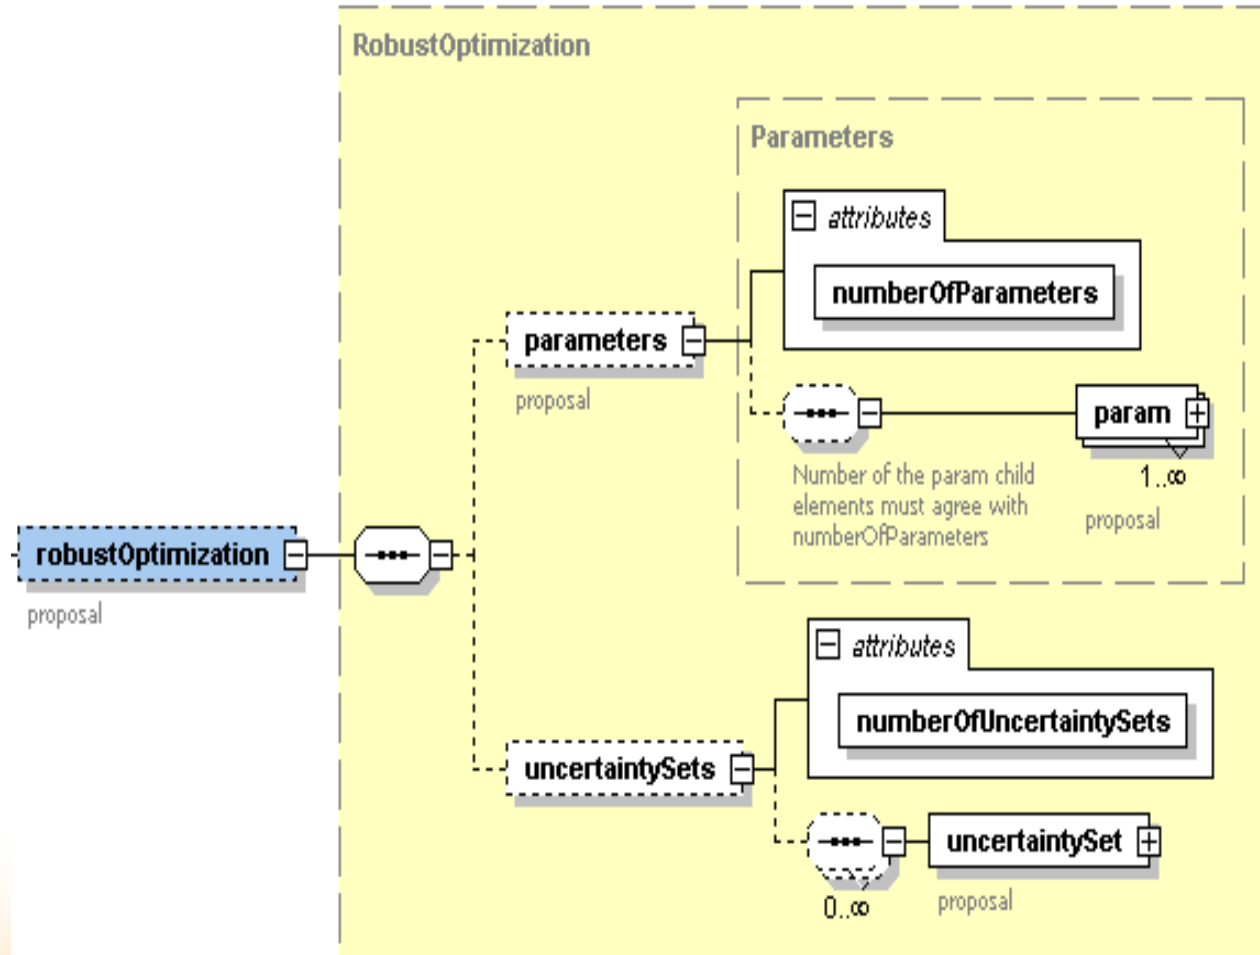 RobustOptimization
Parameters
attributes
numberOfParameters
parameters
proposal
param
1..∞
Number of the param child
elements must agree with
numberOfParameters
proposal
robustOptimization
proposal
attributes
numberOfUncertaintySets
uncertaintySets
uncertaintySet
0..∞
proposal